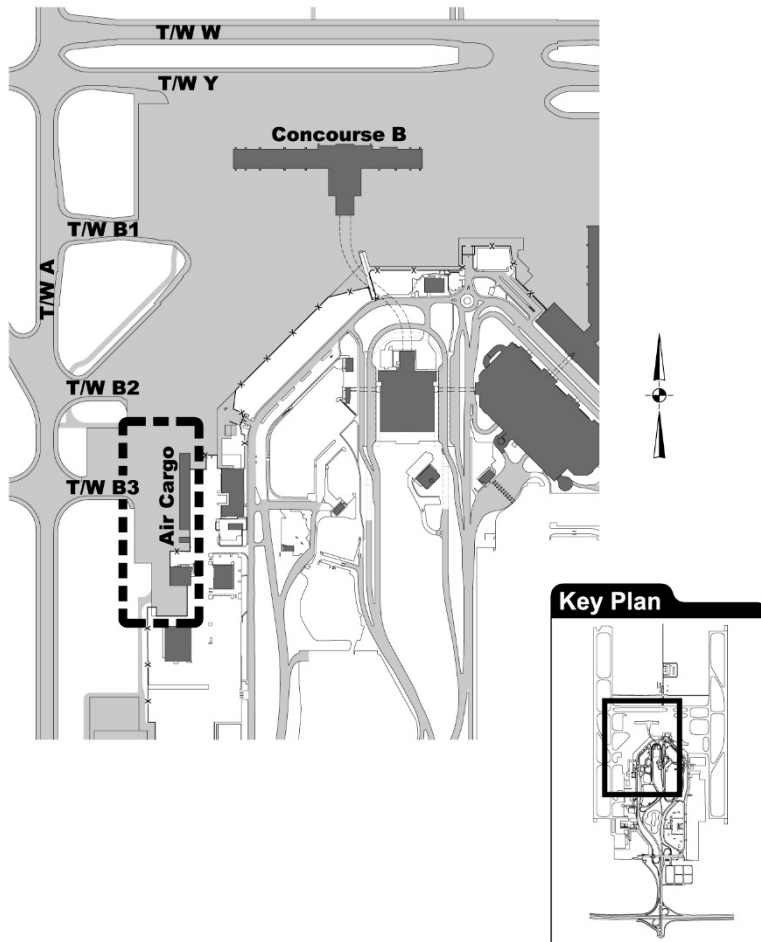 T/W W
T/W Y
Concourse B
T/W B1
T/W A
T/W B2
T/W B3
Air Cargo
Key Plan